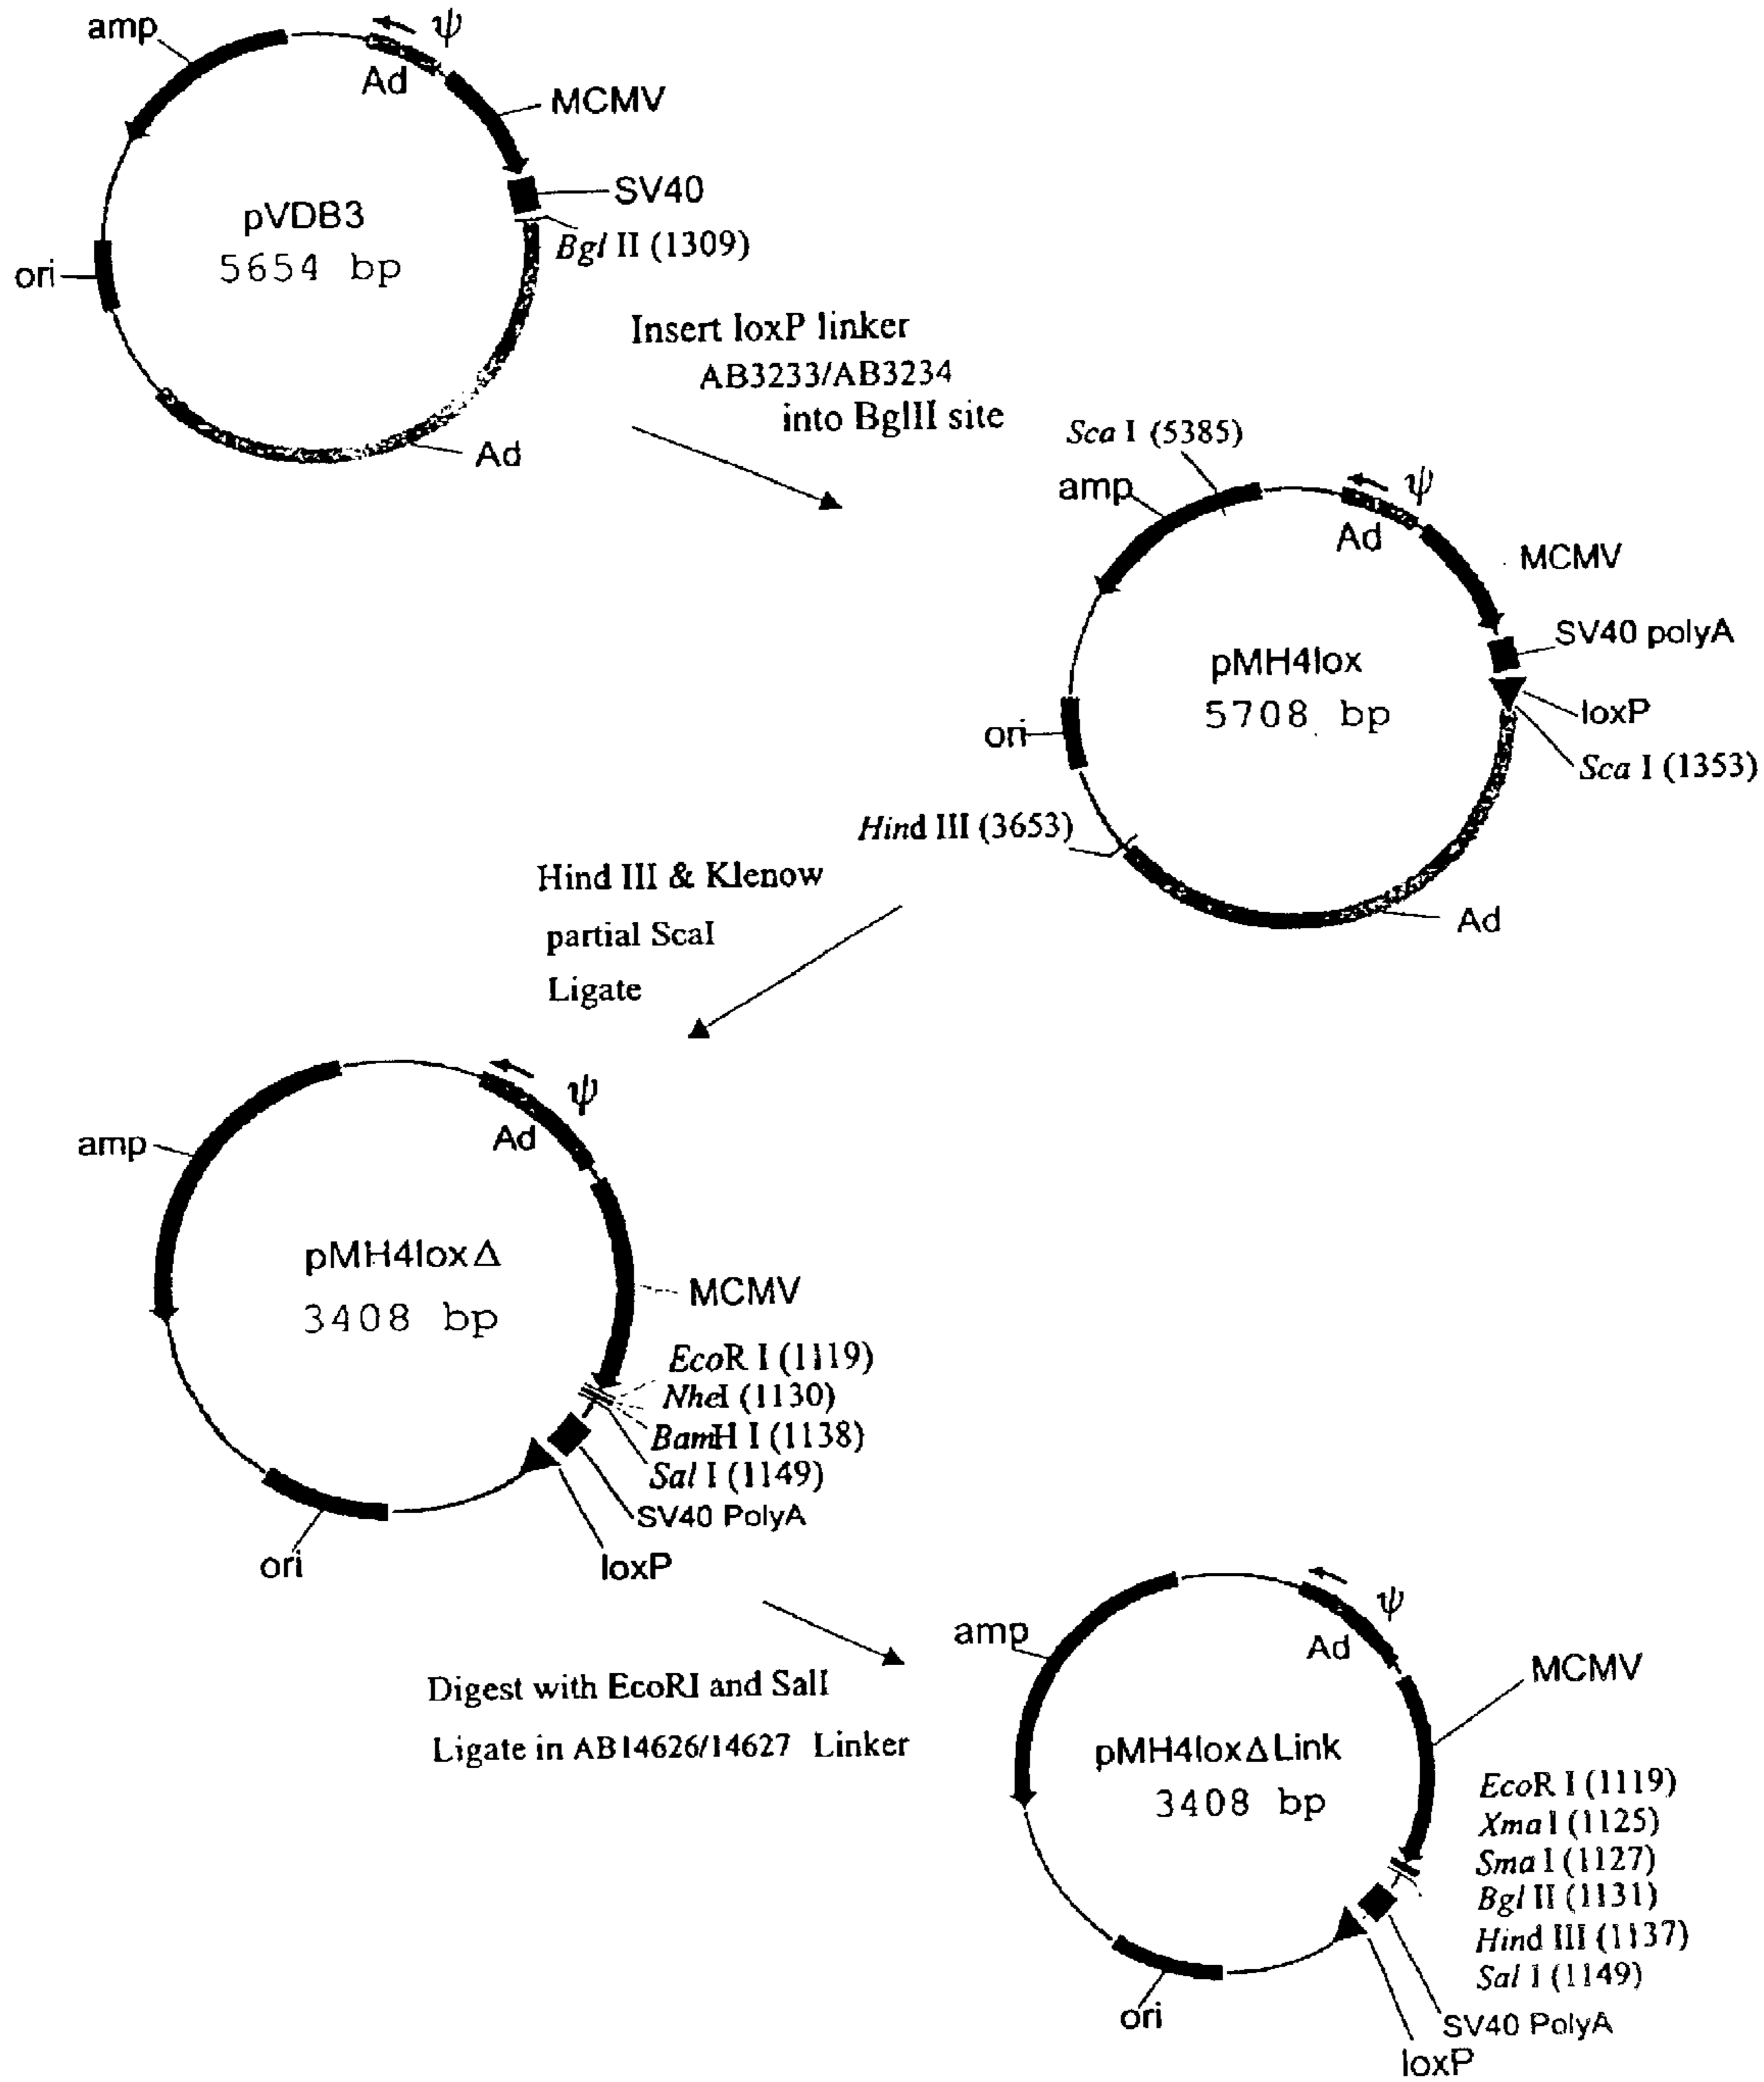 amp
ψ
Ad
MCMV
SV40
pVDB3
5654 bp
Bgl II (1309)
ori
Ad
Insert loxP linker
AB3233/AB3234
into BglII site
Sca I (5385)
amp
ψ
Ad
MCMV
SV40 polyA
pMH4lox
5708 bp
loxP
ori
Sca I (1353)
Hind III (3653)
Ad
Hind III & Klenow
partial ScaI
Ligate
ψ
amp
Ad
pMH4lox Δ
3408 bp
MCMV
EcoR I (1119)
NheI (1130)
BamH I (1138)
Sal I (1149)
SV40 PolyA
ori
loxP
Digest with EcoRI and SalI
Ligate in AB14626/14627 Linker
ψ
amp
Ad
MCMV
pMH4lox Δ Link
3408 bp
EcoR I (1119)
Xma I (1125)
Sma I (1127)
Bgl II (1131)
Hind III (1137)
Sal I (1149)
ori
SV40 PolyA
loxP